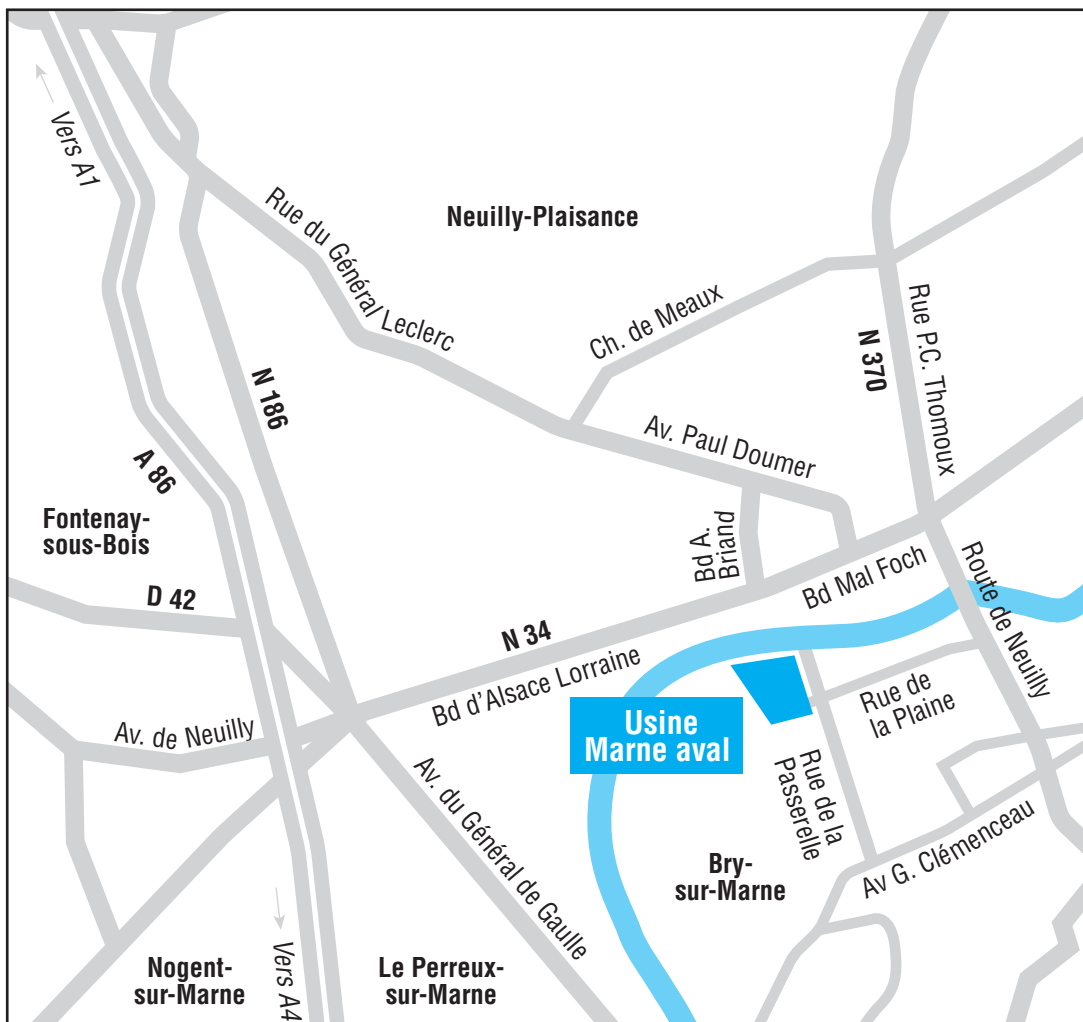 Vers A1
Neuilly-Plaisance
Rue du Général Leclerc
Ch. de Meaux
N 370
Rue P.C. Thomoux
N 186
A 86
Av. Paul Doumer
Fontenay-
sous-Bois
Bd A.
Briand
Bd Mal Foch
Route de Neuilly
D 42
N 34
Bd d'Alsace Lorraine
Av. de Neuilly
Usine
Marne aval
Rue de
la Plaine
Rue de la
Passerelle
Av. du Général de Gaulle
Bry-
sur-Marne
Av G. Clémenceau
Nogent-
sur-Marne
Vers A4
Le Perreux-
sur-Marne